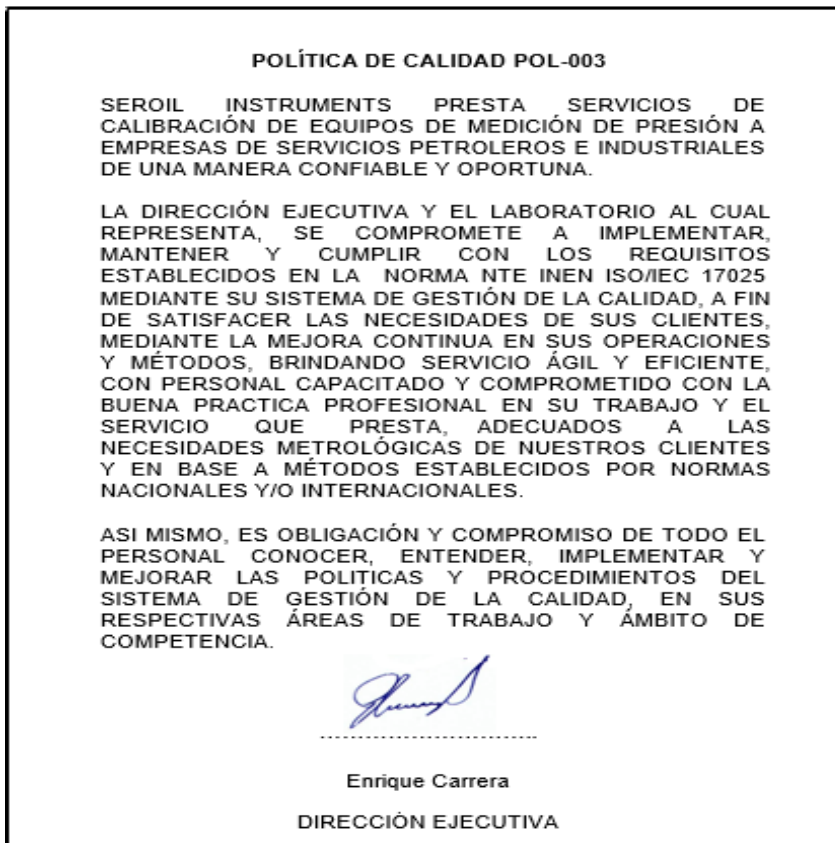 POLÍTICA DE CALIDAD POL-003
SEROIL INSTRUMENTS PRESTA SERVICIOS DE
CALIBRACIÓN DE EQUIPOS DE MEDICIÓN DE PRESIÓN A
EMPRESAS DE SERVICIOS PETROLEROS E INDUSTRIALES
DE UNA MANERA CONFIABLE Y OPORTUNA.
LA DIRECCIÓN EJECUTIVA Y EL LABORATORIO AL CUAL
REPRESENTA, SE COMPROMETE A IMPLEMENTAR,
MANTENER Y CUMPLIR CON LOS REQUISITOS
ESTABLECIDOS EN LA NORMA NTE INEN ISO/IEC 17025
MEDIANTE SU SISTEMA DE GESTIÓN DE LA CALIDAD, A FIN
DE SATISFACER LAS NECESIDADES DE SUS CLIENTES,
MEDIANTE LA MEJORA CONTINUA EN SUS OPERACIONES
Y MÉTODOS, BRINDANDO SERVICIO ÁGIL Y EFICIENTE,
CON PERSONAL CAPACITADO Y COMPROMETIDO CON LA
BUENA PRACTICA PROFESIONAL EN SU TRABAJO Y EL
SERVICIO QUE PRESTA, ADECUADOS A LAS
NECESIDADES METROLÓGICAS DE NUESTROS CLIENTES
Y EN BASE A MÉTODOS ESTABLECIDOS POR NORMAS
NACIONALES Y/O INTERNACIONALES.
ASI MISMO, ES OBLIGACIÓN Y COMPROMISO DE TODO EL
PERSONAL CONOCER, ENTENDER, IMPLEMENTAR Y
MEJORAR LAS POLITICAS Y PROCEDIMIENTOS DEL
SISTEMA DE GESTIÓN DE LA CALIDAD, EN SUS
RESPECTIVAS ÁREAS DE TRABAJO Y ÁMBITO DE
COMPETENCIA.
Enrique Carrera
DIRECCIÓN EJECUTIVA